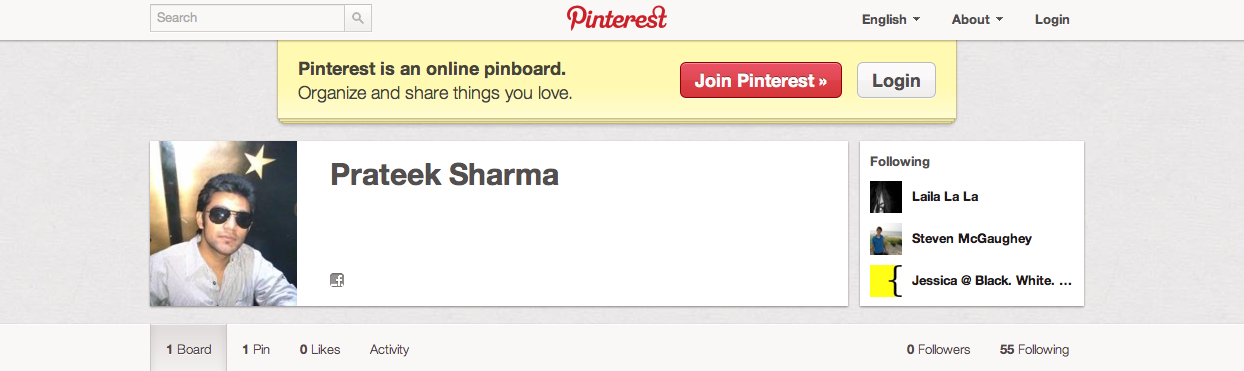 Search
Pinterest
English
About
Login
Pinterest is an online pinboard.
Organize and share things you love.
Join Pinterest »
Login
Prateek Sharma
Following
Laila La La
Steven McGaughey
{
Jessica @ Black. White. ...
1 Board
1 Pin
0 Likes
Activity
0 Followers
55 Following